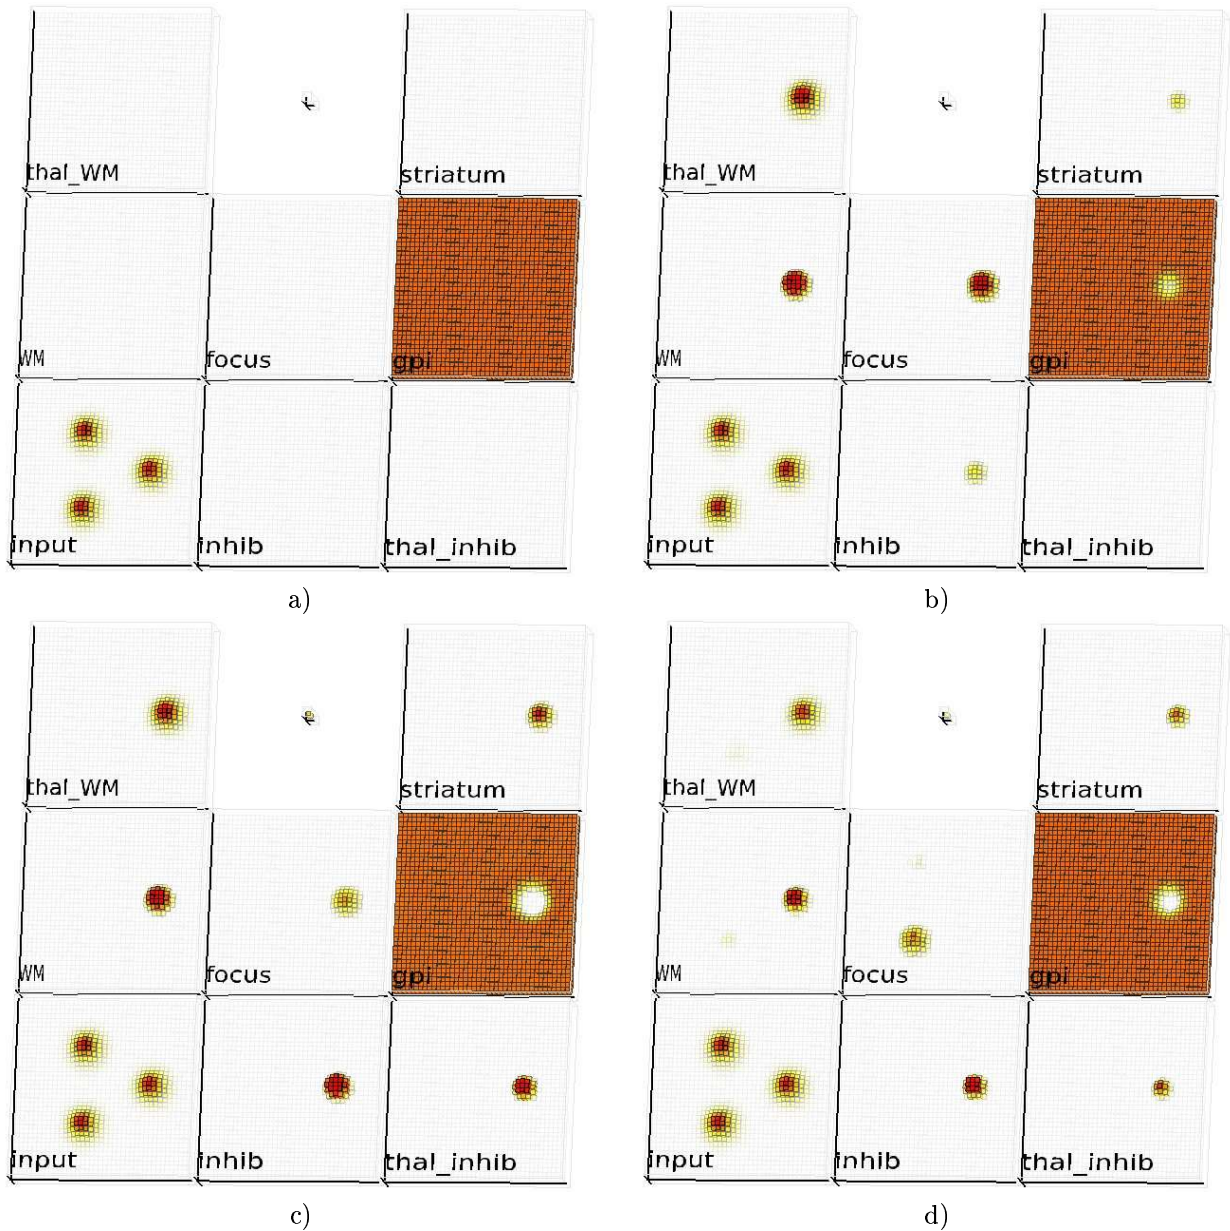 thal_WM striatum thal_WM striatum
WM focus gpi WM focus gpi
input inhib thal_inhib input inhib thal_inhib
a) b)
thal_WM striatum thal_WM striatum
WM focus gpi WM focus gpi
input inhib thal_inhib input inhib thal_inhib
c) d)